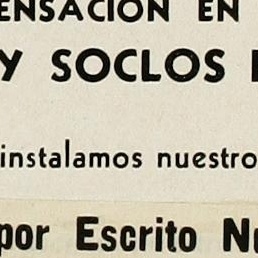 ENSACION EN
Y SOCLOS
instalamos nuestro
por Escrito